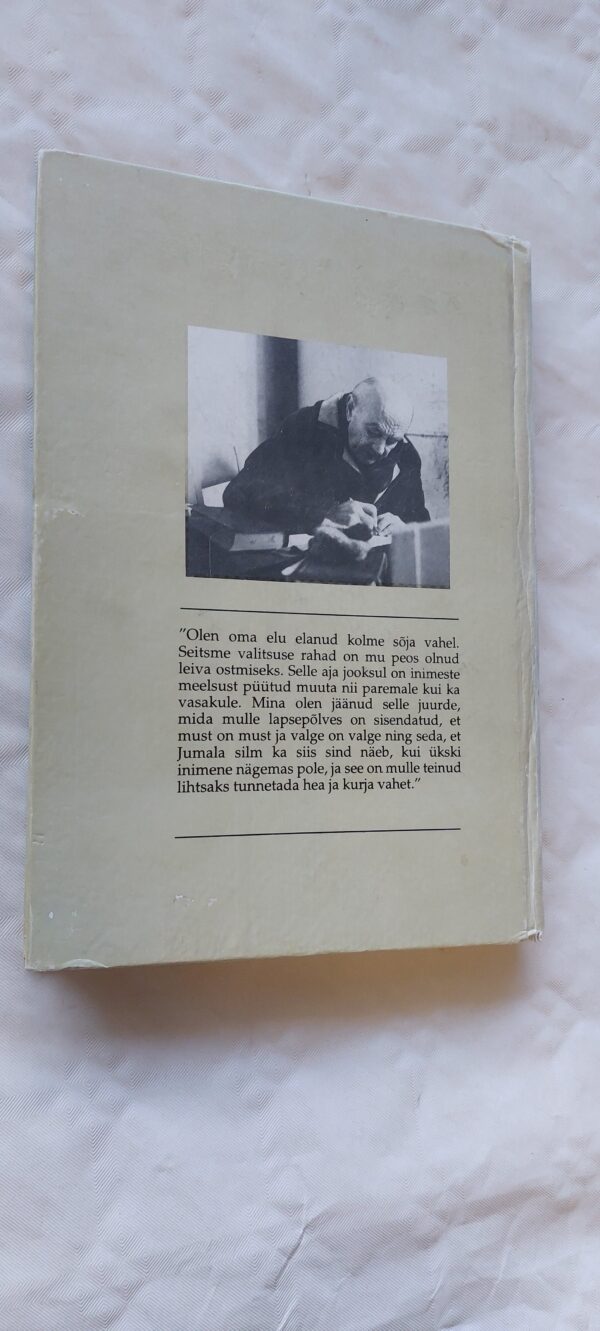 "Olen oma elu elanud kolme sõja vahel.
Seitsme valitsuse rahad on mu peos olnud
leiva ostmiseks. Selle aja jooksul on inimeste
meelsust püütud muuta nii paremale kui ka
vasakule. Mina olen jäänud selle juurde,
mida mulle lapsepõlves on sisendatud, et
must on must ja valge on valge ning seda, et
Jumala silm ka siis sind näeb, kui ükski
inimene nägemas pole, ja see on mulle teinud
lihtsaks tunnetada hea ja kurja vahet."